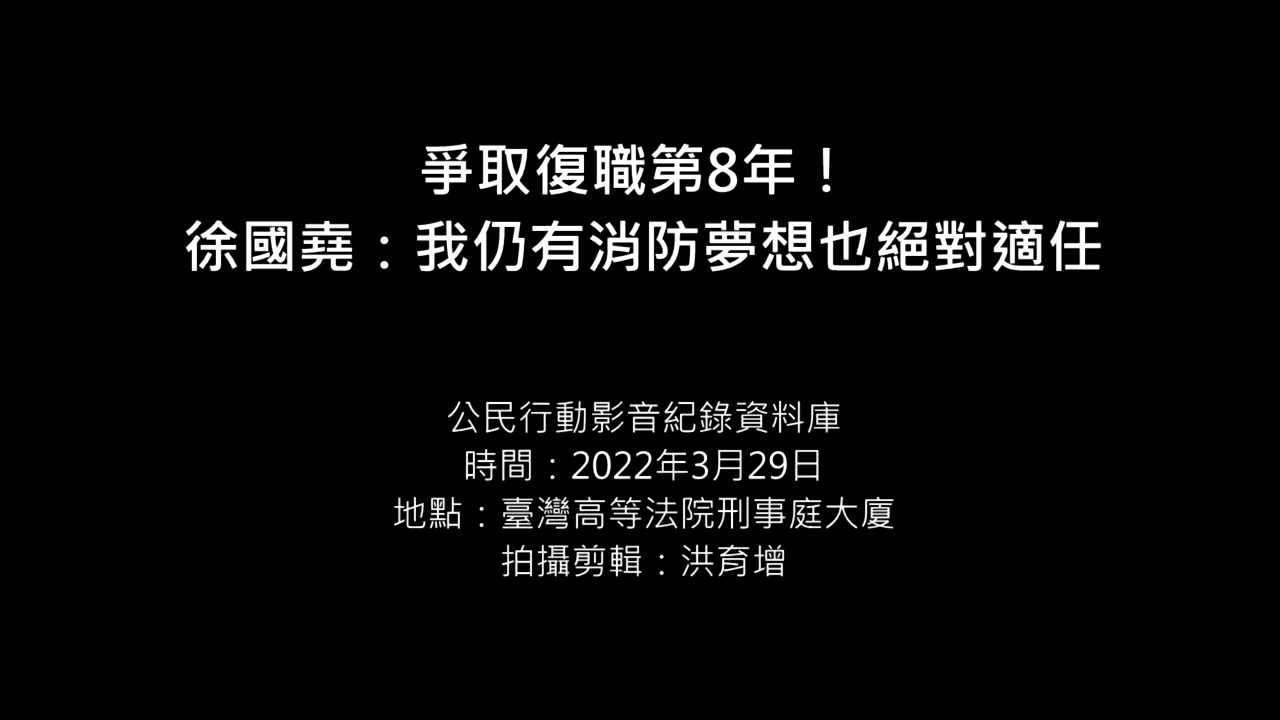 爭取復職第8年！
徐國堯：我仍有消防夢想也絕對適任
公民行動影音紀錄資料庫
時間：2022年3月29日
地點：臺灣高等法院刑事庭大廈
拍攝剪輯：洪育增